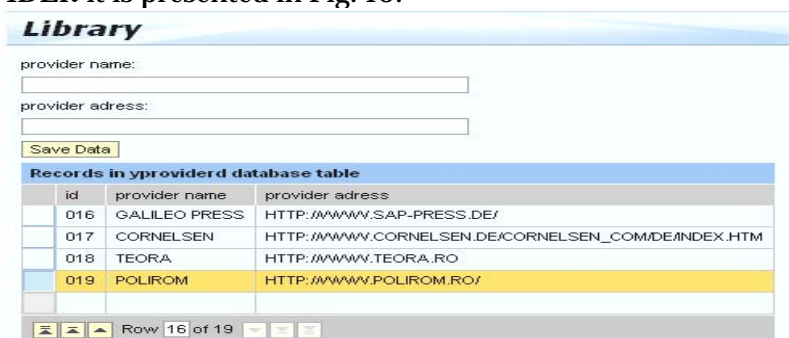 IDER it is presented in Fig. 18.
Library
provider name:
provider adress:
Save Data
Records in yproviderd database table
id provider name provider adress
016 GALILEO PRESS HTTP://WWW.SAP-PRESS.DE/
017 CORNELSEN HTTP://WWW.CORNELSEN.DE/CORNELSEN_COM/DE/INDEX.HTM
018 TEORA HTTP://WWW.TEORA.RO
019 POLIROM HTTP://WWW.POLIROM.RO/
Row 16 of 19